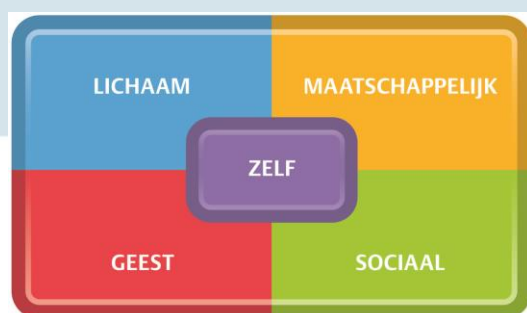 LICHAAM
MAATSCHAPPELIJK
ZELF
GEEST
SOCIAAL